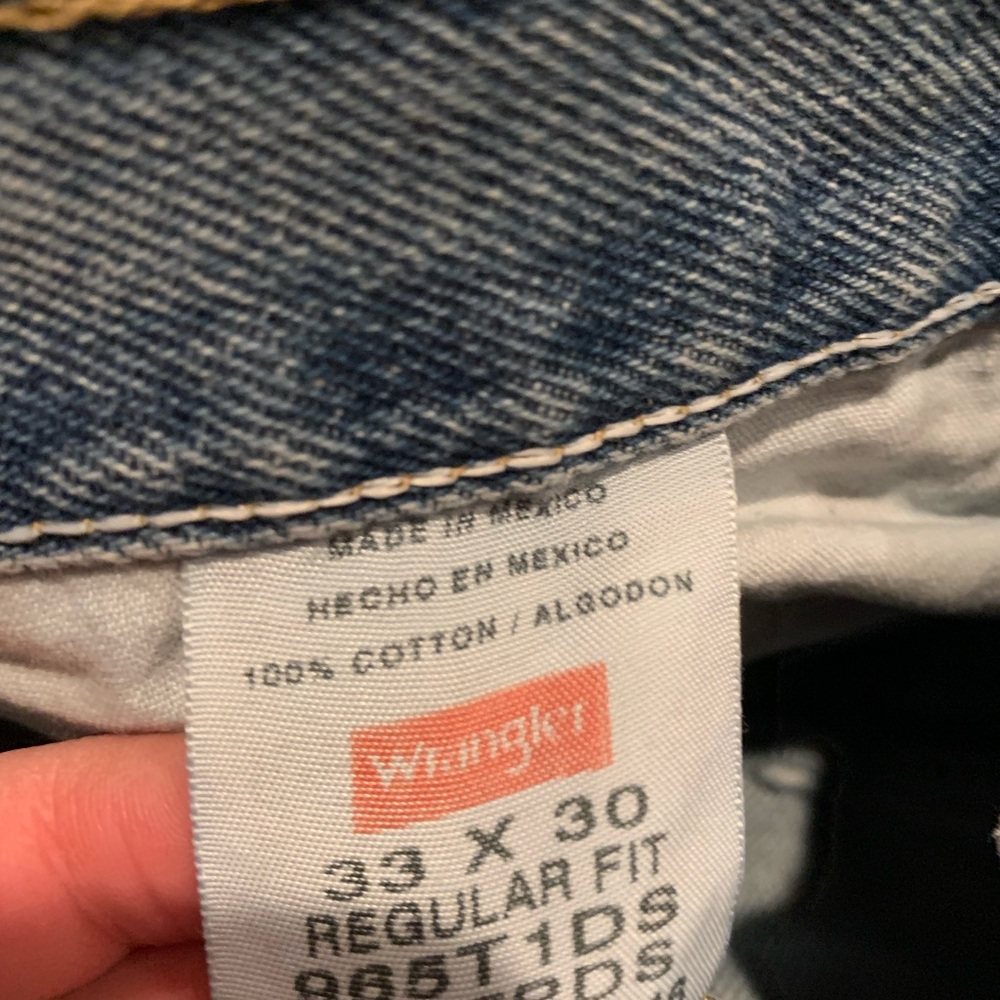 MADE IN MEXICO
HECHO EN MEXICO
100% COTTON / ALGODON
Wrangler
33 X 30
REGULAR FIT
965T1DS